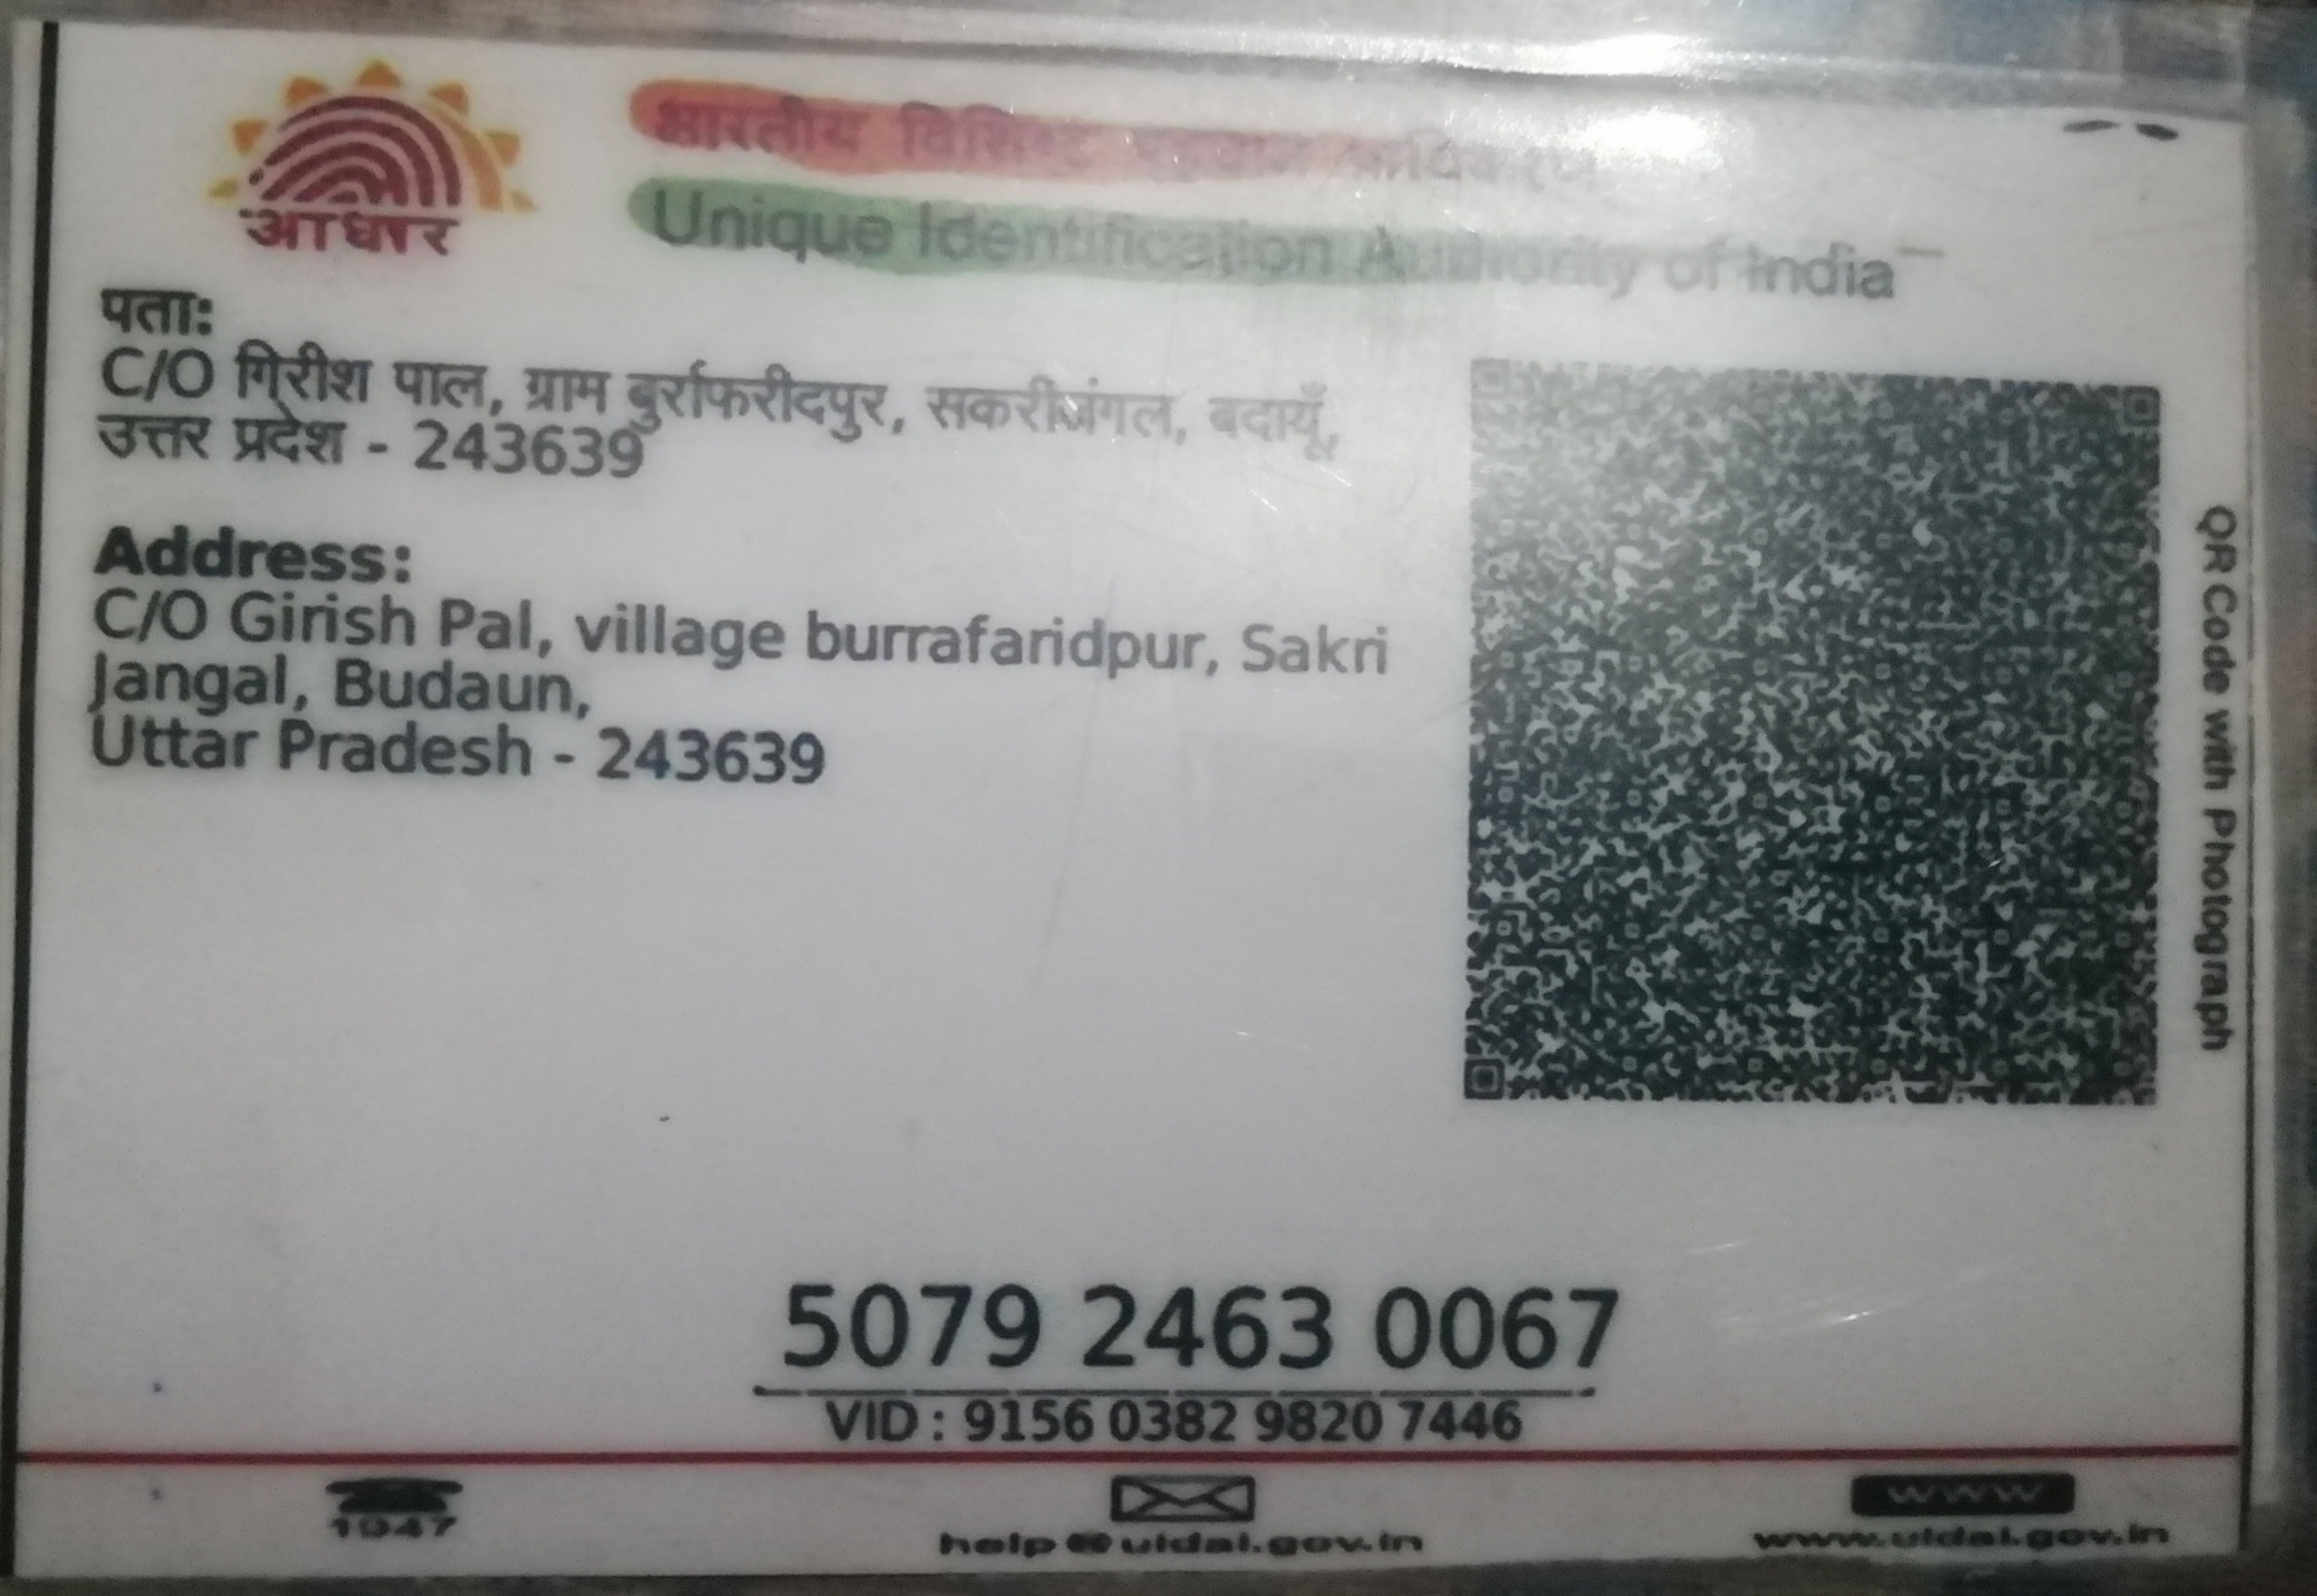 आधार
भारतीय विशिष्ट पहचान प्राधिकरण
Unique Identification Authority of India
पता:
C/O गिरीश पाल, ग्राम बुर्राफरीदपुर, सकरीजंगल, बदायूँ,
उत्तर प्रदेश - 243639
Address:
C/O Girish Pal, village burrafaridpur, Sakri
Jangal, Budaun,
Uttar Pradesh - 243639
QR Code with Photograph
5079 2463 0067
VID : 9156 0382 9820 7446
1947
help@uidai.gov.in
www
www.uidai.gov.in